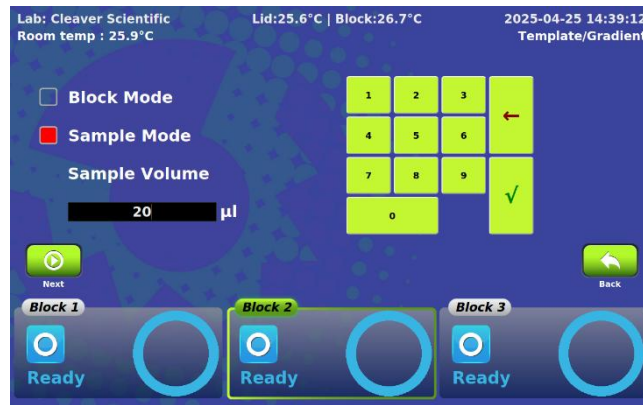 Lab: Cleaver Scientific
Lid:25.6°C | Block:26.7°C
2025-04-25 14:39:12
Room temp : 25.9°C
Template/Gradient
Block Mode
Sample Mode
Sample Volume
20 µl
1 2 3 ←
4 5 6
7 8 9 √
0
Next
Back
Block 1
Block 2
Block 3
Ready
Ready
Ready